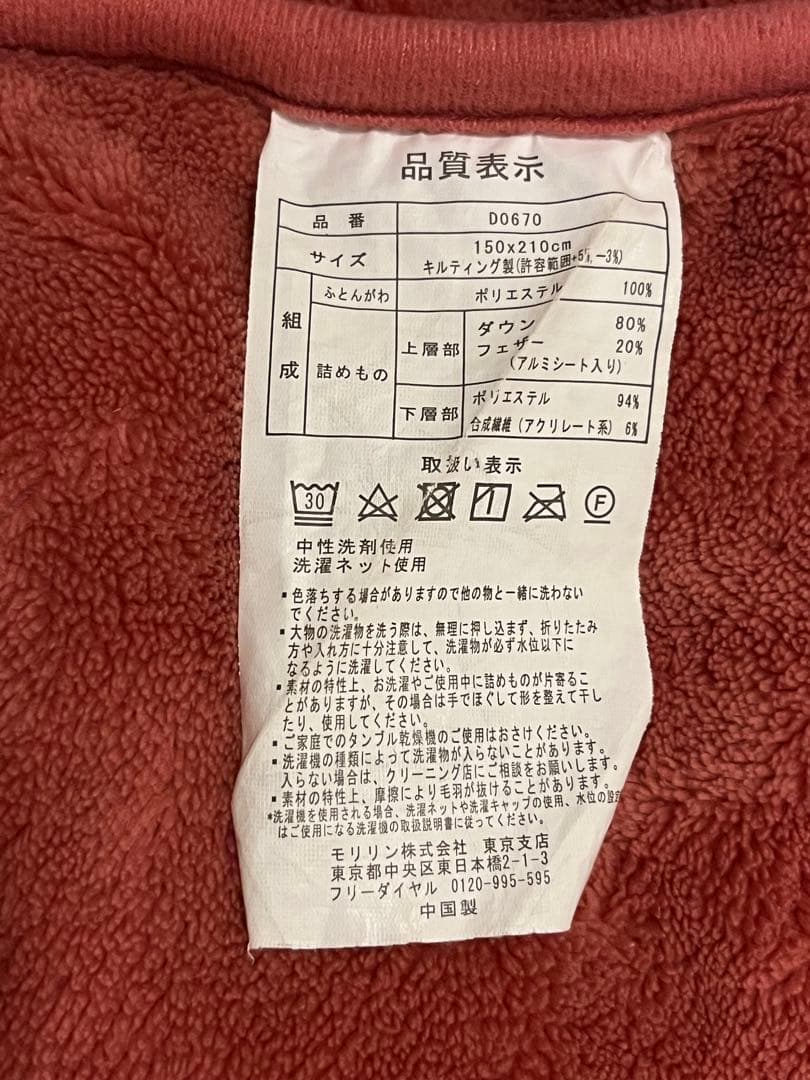 品質表示
品番 D0670
サイズ 150x210cm
キルティング製(許容範囲+5%,−3%)
組成 ふとんがわ ポリエステル 100%
詰めもの 上層部 ダウン 80%
フェザー 20%
(アルミシート入り)
下層部 ポリエステル 94%
合成繊維(アクリレート系) 6%
取扱い表示
30 F
中性洗剤使用
洗濯ネット使用
▪色落ちする場合がありますので他の物と一緒に洗わない
でください。
▪大物の洗濯物を洗う際は、無理に押し込まず、折りたたみ
方や入れ方に十分注意して、洗濯物が必ず水位以下に
なるように洗濯してください。
▪素材の特性上、お洗濯やご使用中に詰めものが片寄るこ
とがありますが、その場合は手でほぐして形を整えて干し
たり、使用してください。
▪ご家庭でのタンブル乾燥機のご使用はおさけください。
▪洗濯機の種類によって洗濯物が入らないことがあります。
入らない場合は、クリーニング店にご相談をお願いします。
▪素材の特性上、摩擦により毛羽が抜けることがあります。
*洗濯機を使用される場合、洗濯ネットや洗濯キャップの使用、水位の設定
はご使用になる洗濯機の取扱説明書に従ってください。
モリリン株式会社 東京支店
東京都中央区東日本橋2-1-3
フリーダイヤル 0120-995-595
中国製